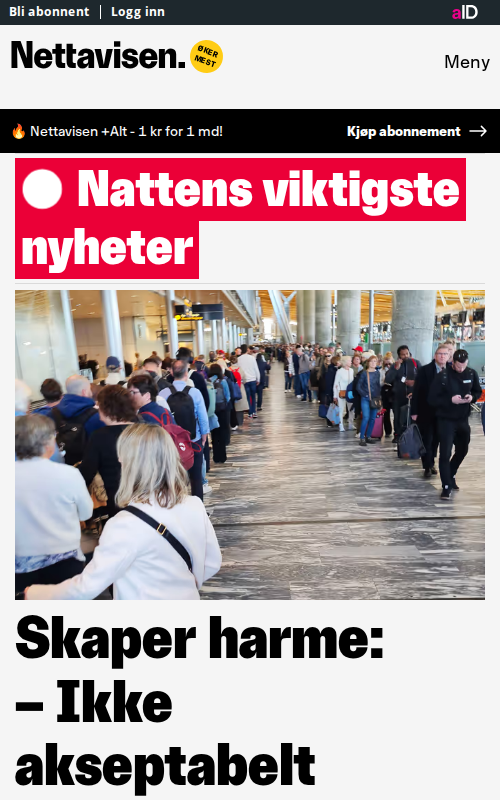 Bli abonnent | Logg inn
aID
Nettavisen.
ØKER
MEST
Meny
Nettavisen +Alt - 1 kr for 1 md!
Kjøp abonnement
Nattens viktigste
nyheter
Skaper harme:
– Ikke
akseptabelt